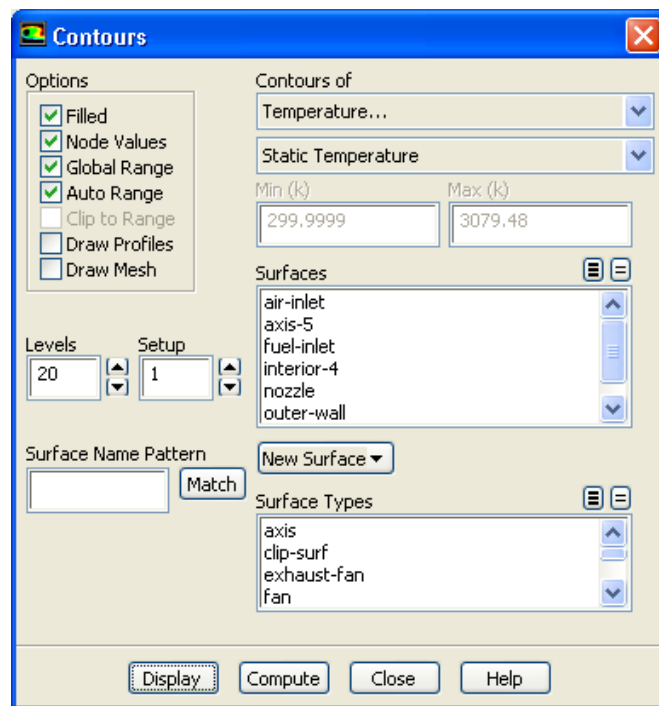 Contours
Options
Filled
Node Values
Global Range
Auto Range
Clip to Range
Draw Profiles
Draw Mesh
Levels
20
Setup
1
Surface Name Pattern
Match
Contours of
Temperature...
Static Temperature
Min (k)
299.9999
Max (k)
3079.48
Surfaces
air-inlet
axis-5
fuel-inlet
interior-4
nozzle
outer-wall
New Surface
Surface Types
axis
clip-surf
exhaust-fan
fan
Display
Compute
Close
Help